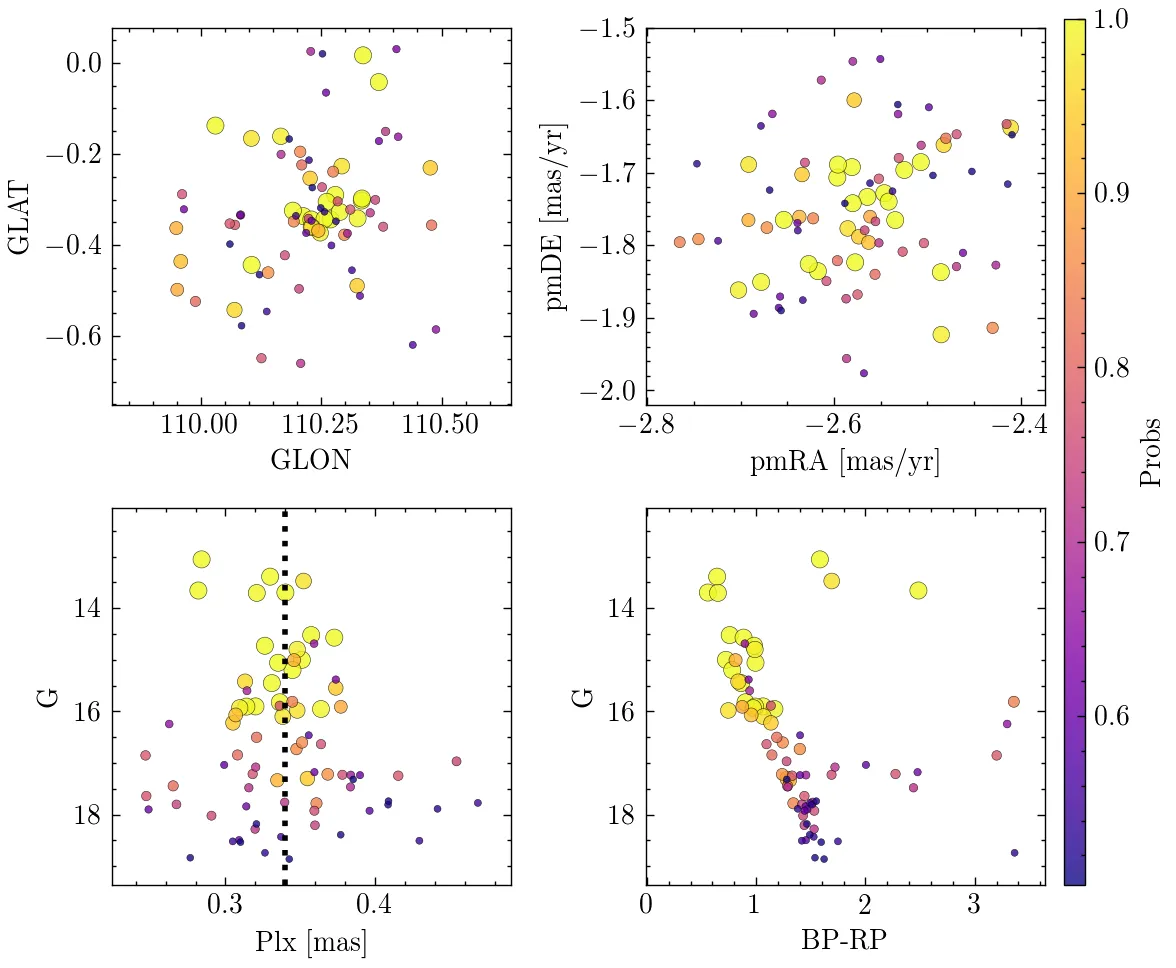 0.0
−0.2
−0.4
−0.6
GLAT
110.00 110.25 110.50
GLON
−1.5
−1.6
−1.7
−1.8
−1.9
−2.0
pmDE [mas/yr]
−2.8 −2.6 −2.4
pmRA [mas/yr]
1.0
0.9
0.8
0.7
0.6
Probs
14
16
18
G
0.3 0.4
Plx [mas]
14
16
18
G
0 1 2 3
BP-RP